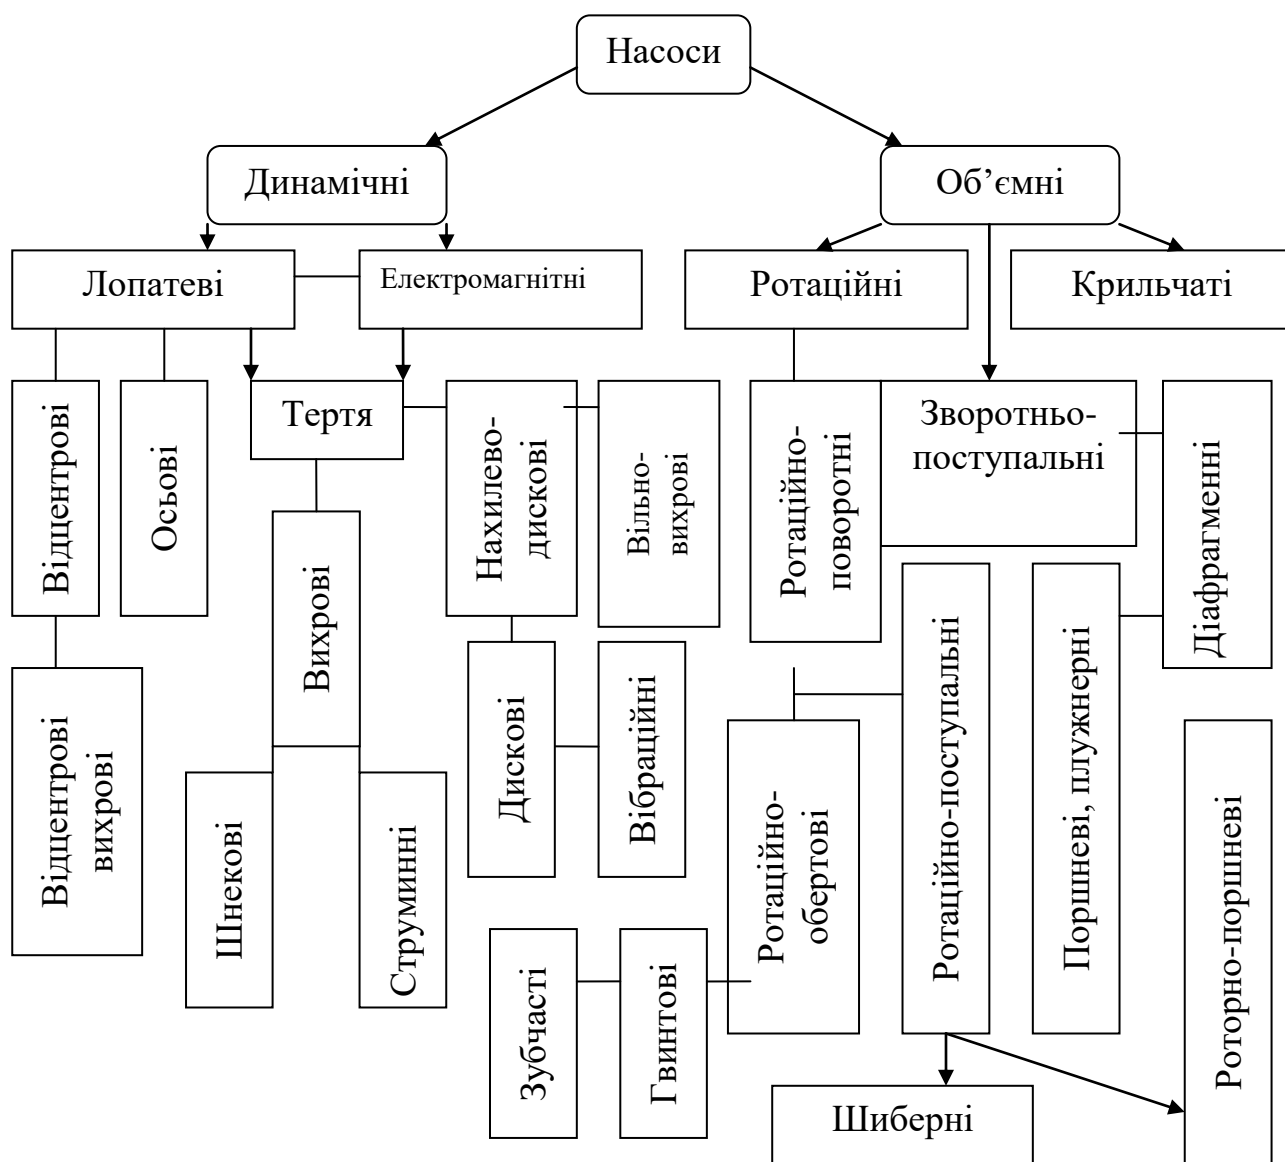 Насоси
Динамічні
Об’ємні
Лопатеві
Електромагнітні
Ротаційні
Крильчаті
Відцентрові
Осьові
Тертя
Нахилево-
дискові
Вільно-
вихрові
Ротаційно-
поворотні
Зворотньо-
поступальні
Діафрагменні
Вихрові
Ротаційно-поступальні
Поршневі, плужнерні
Відцентрові
вихрові
Дискові
Вібраційні
Ротаційно-
обертові
Роторно-поршневі
Шнекові
Струминні
Зубчасті
Гвинтові
Шиберні